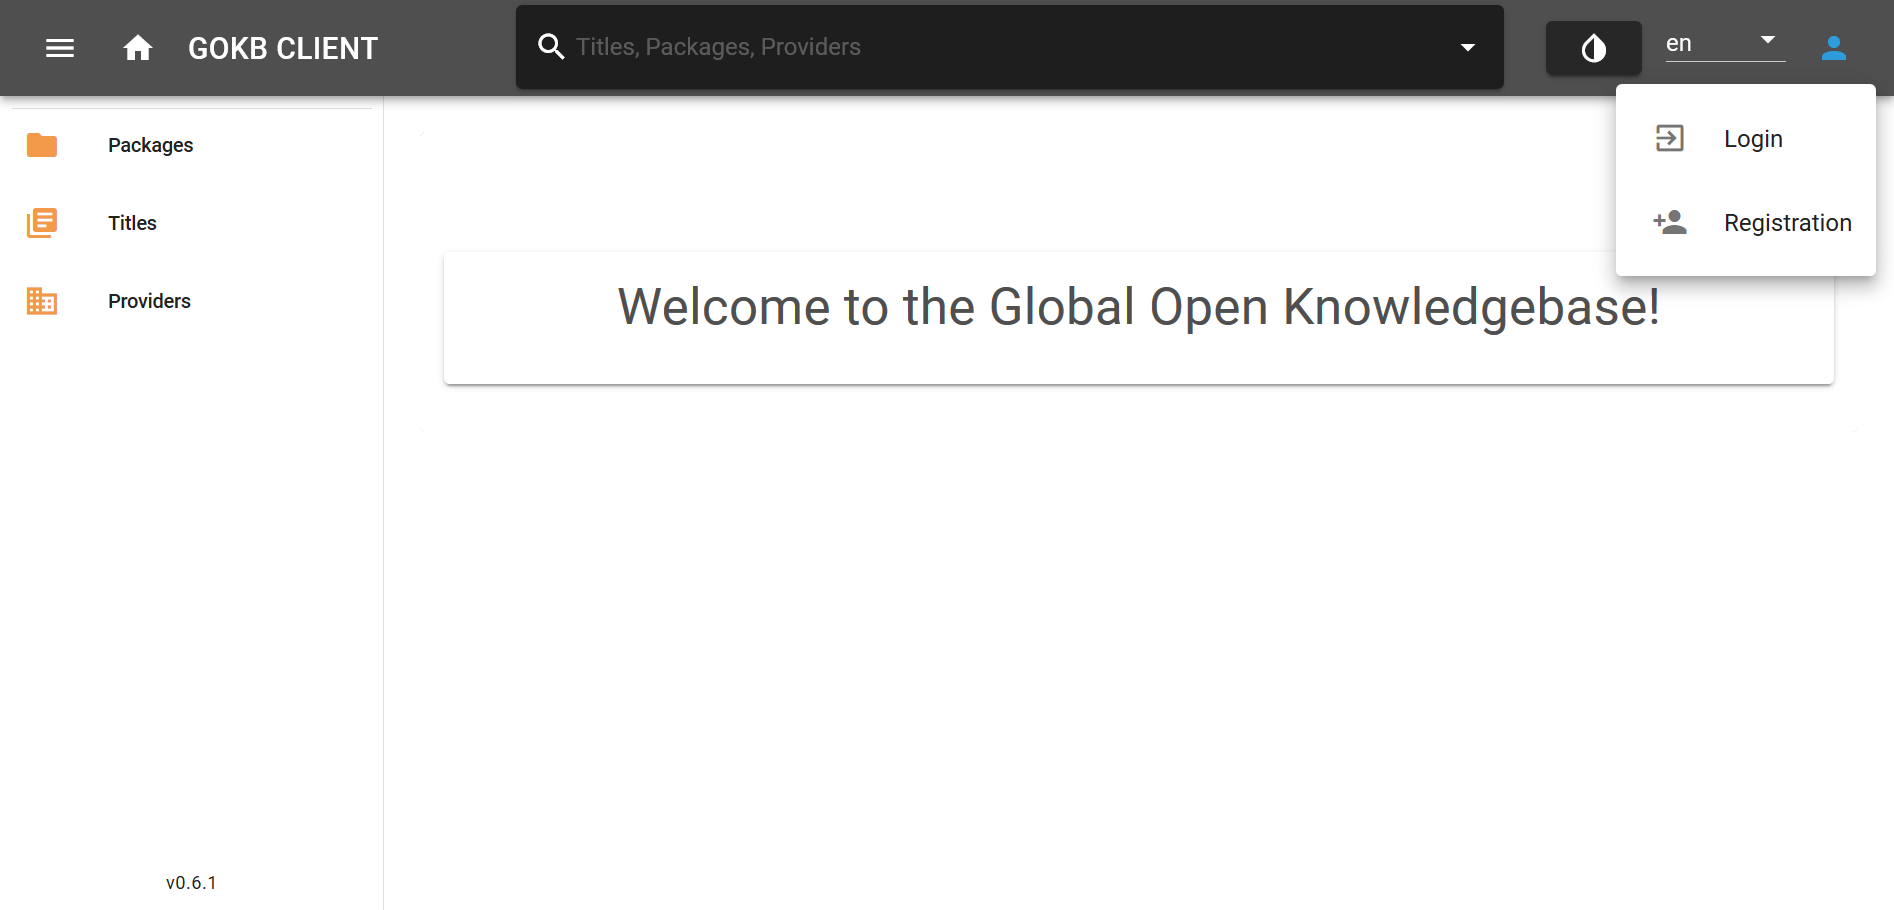 GOKB CLIENT
Titles, Packages, Providers
en
Login
Registration
Packages
Titles
Providers
Welcome to the Global Open Knowledgebase!
v0.6.1